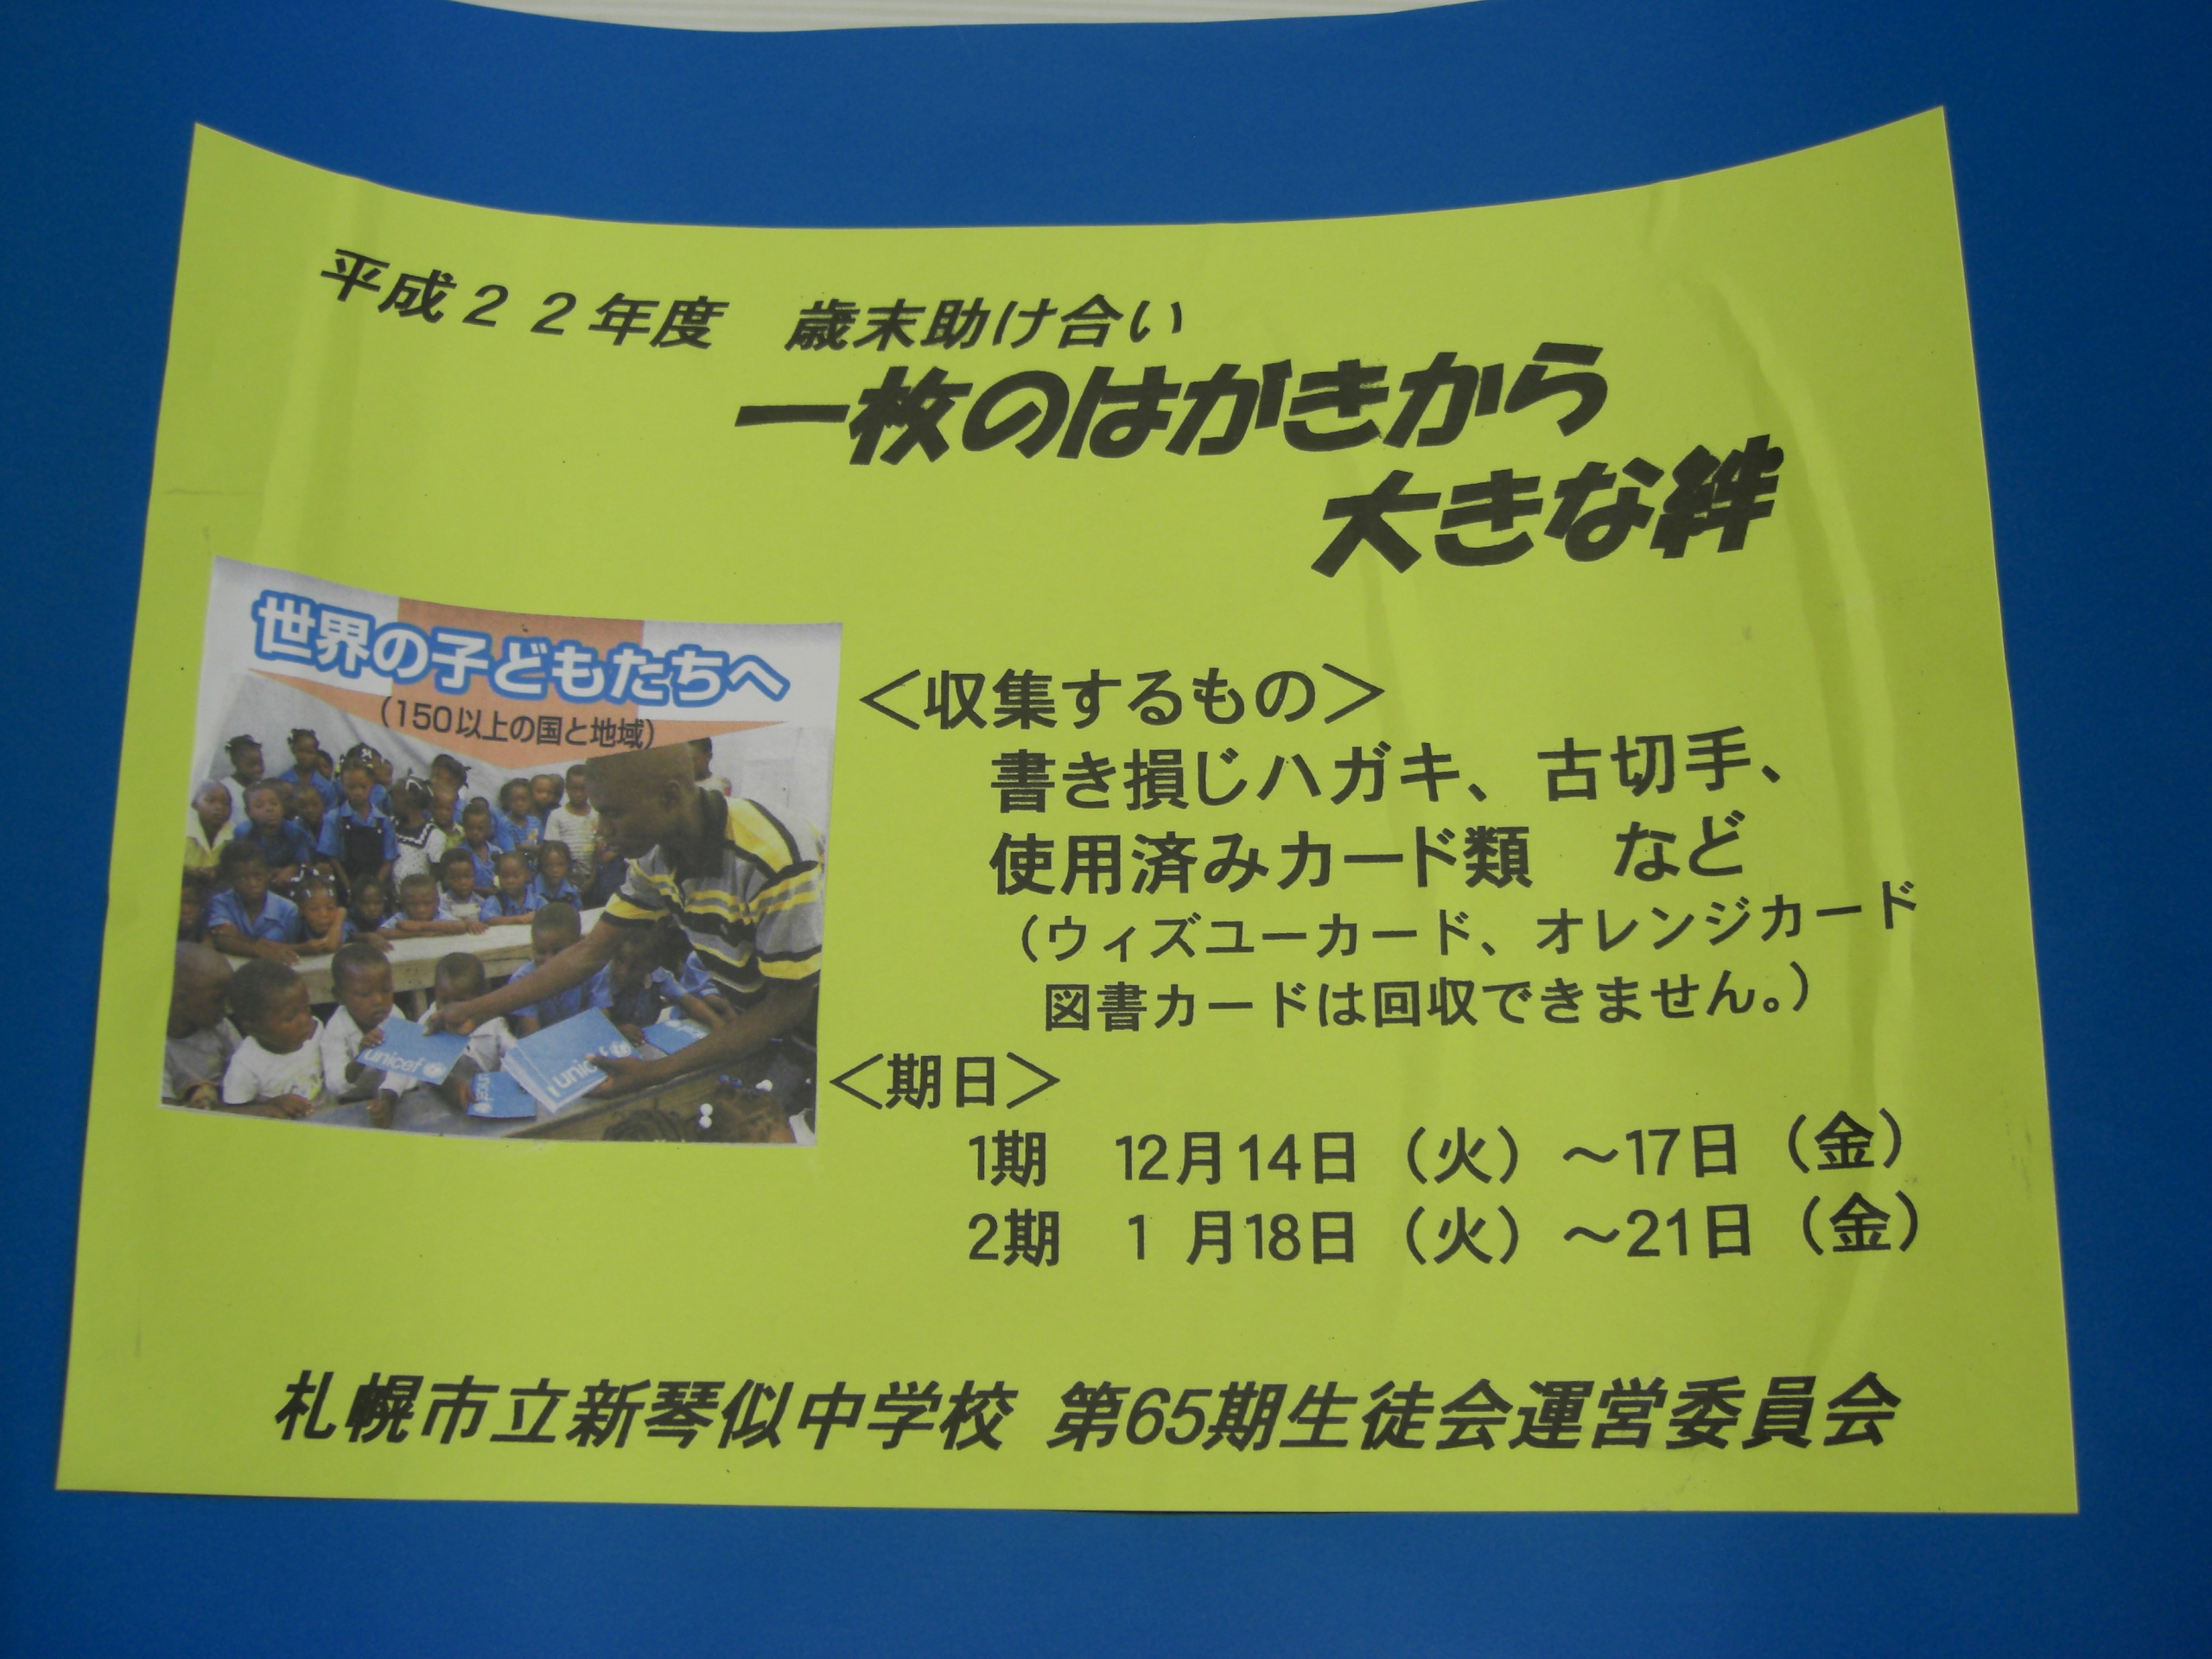 平成２２年度　歳末助け合い
一枚のはがきから
大きな絆
世界の子どもたちへ
(150以上の国と地域)
unicef
unic
＜収集するもの＞
書き損じハガキ、古切手、
使用済みカード類　など
（ウィズユーカード、オレンジカード
図書カードは回収できません。）
＜期日＞
1期　12月14日（火）～17日（金）
2期　1 月18日（火）～21日（金）
札幌市立新琴似中学校 第65期生徒会運営委員会